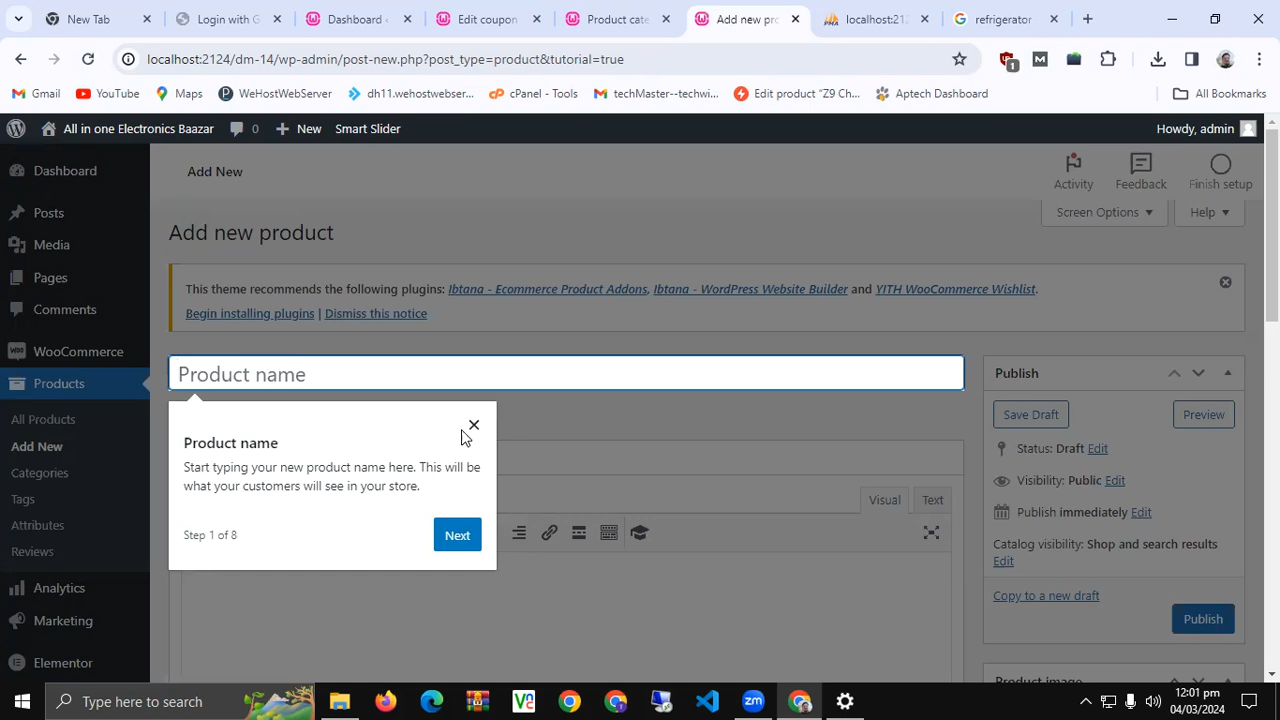 New Tab
Login with G
Dashboard
Edit coupon
Product cate
Add new pro
localhost:212
refrigerator
localhost:2124/dm-14/wp-admin/post-new.php?post_type=product&tutorial=true
1
Gmail
YouTube
Maps
WeHostWebServer
dh11.wehostwebser...
cPanel - Tools
techMaster--techwi...
Edit product "Z9 Ch...
Aptech Dashboard
All Bookmarks
All in one Electronics Baazar
0
New
Smart Slider
Howdy, admin
Dashboard
Posts
Media
Pages
Comments
WooCommerce
Products
All Products
Add New
Categories
Tags
Attributes
Reviews
Analytics
Marketing
Elementor
Add New
Activity
Feedback
Finish setup
Screen Options
Help
Add new product
This theme recommends the following plugins: Ibtana - Ecommerce Product Addons, Ibtana - WordPress Website Builder and YITH WooCommerce Wishlist.
Begin installing plugins | Dismiss this notice
Product name
Product name
Start typing your new product name here. This will be
what your customers will see in your store.
Step 1 of 8
Next
Visual
Text
Publish
Save Draft
Preview
Status: Draft Edit
Visibility: Public Edit
Publish immediately Edit
Catalog visibility: Shop and search results
Edit
Copy to a new draft
Publish
Product image
Type here to search
12:01 pm
04/03/2024